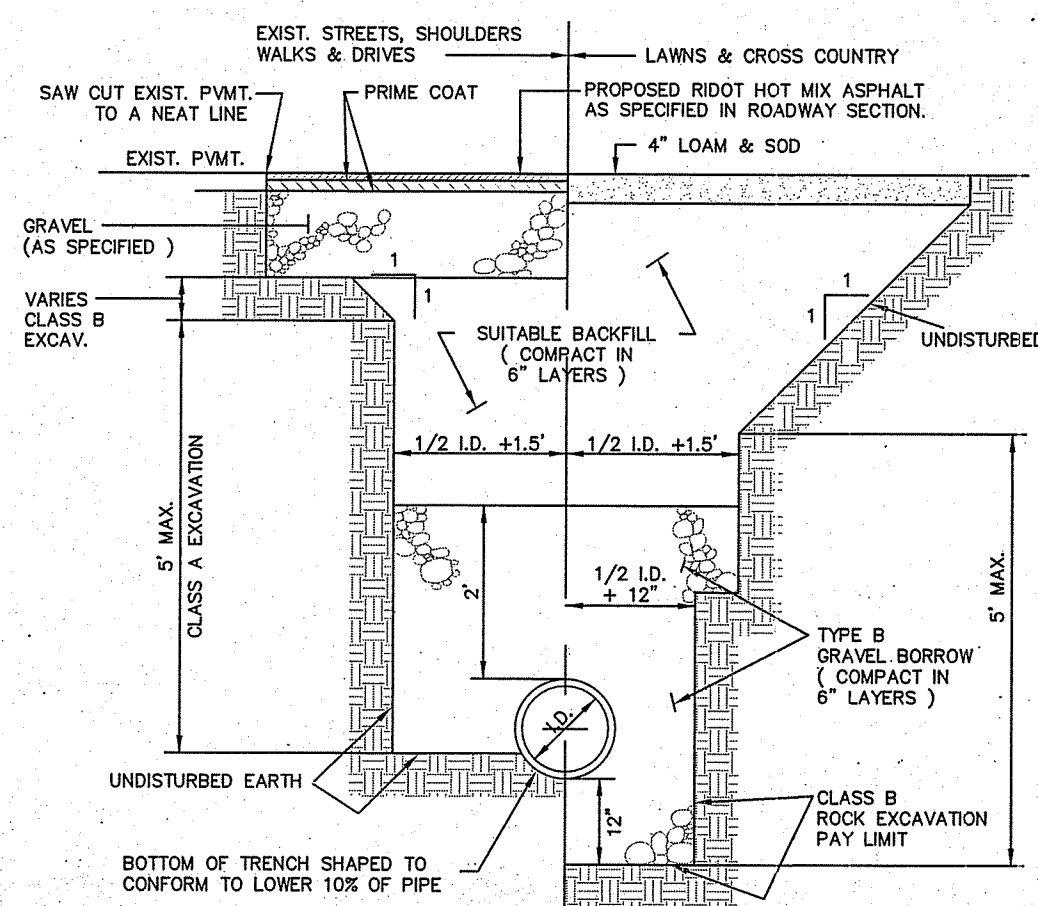 EXIST. STREETS, SHOULDERS
WALKS & DRIVES
LAWNS & CROSS COUNTRY
SAW CUT EXIST. PVMT.
TO A NEAT LINE
PRIME COAT
PROPOSED RIDOT HOT MIX ASPHALT
AS SPECIFIED IN ROADWAY SECTION.
4" LOAM & SOD
EXIST. PVMT.
GRAVEL
(AS SPECIFIED )
1
1
VARIES
CLASS B
EXCAV.
1
1
SUITABLE BACKFILL
( COMPACT IN
6" LAYERS )
UNDISTURBED
1/2 I.D. +1.5'
1/2 I.D. +1.5'
5' MAX.
CLASS A EXCAVATION
2'
1/2 I.D.
+ 12"
5' MAX.
TYPE B
GRAVEL BORROW
( COMPACT IN
6" LAYERS )
I.D.
UNDISTURBED EARTH
12"
CLASS B
ROCK EXCAVATION
PAY LIMIT
BOTTOM OF TRENCH SHAPED TO
CONFORM TO LOWER 10% OF PIPE